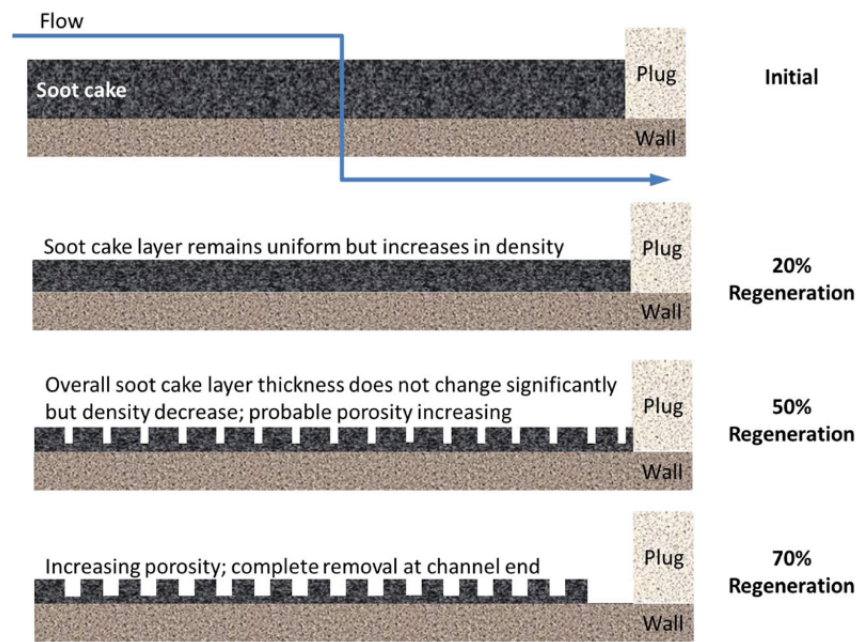 Flow
Soot cake
Plug
Wall
Initial
Soot cake layer remains uniform but increases in density
Plug
Wall
20%
Regeneration
Overall soot cake layer thickness does not change significantly
but density decrease; probable porosity increasing
Plug
Wall
50%
Regeneration
Increasing porosity; complete removal at channel end
Plug
Wall
70%
Regeneration